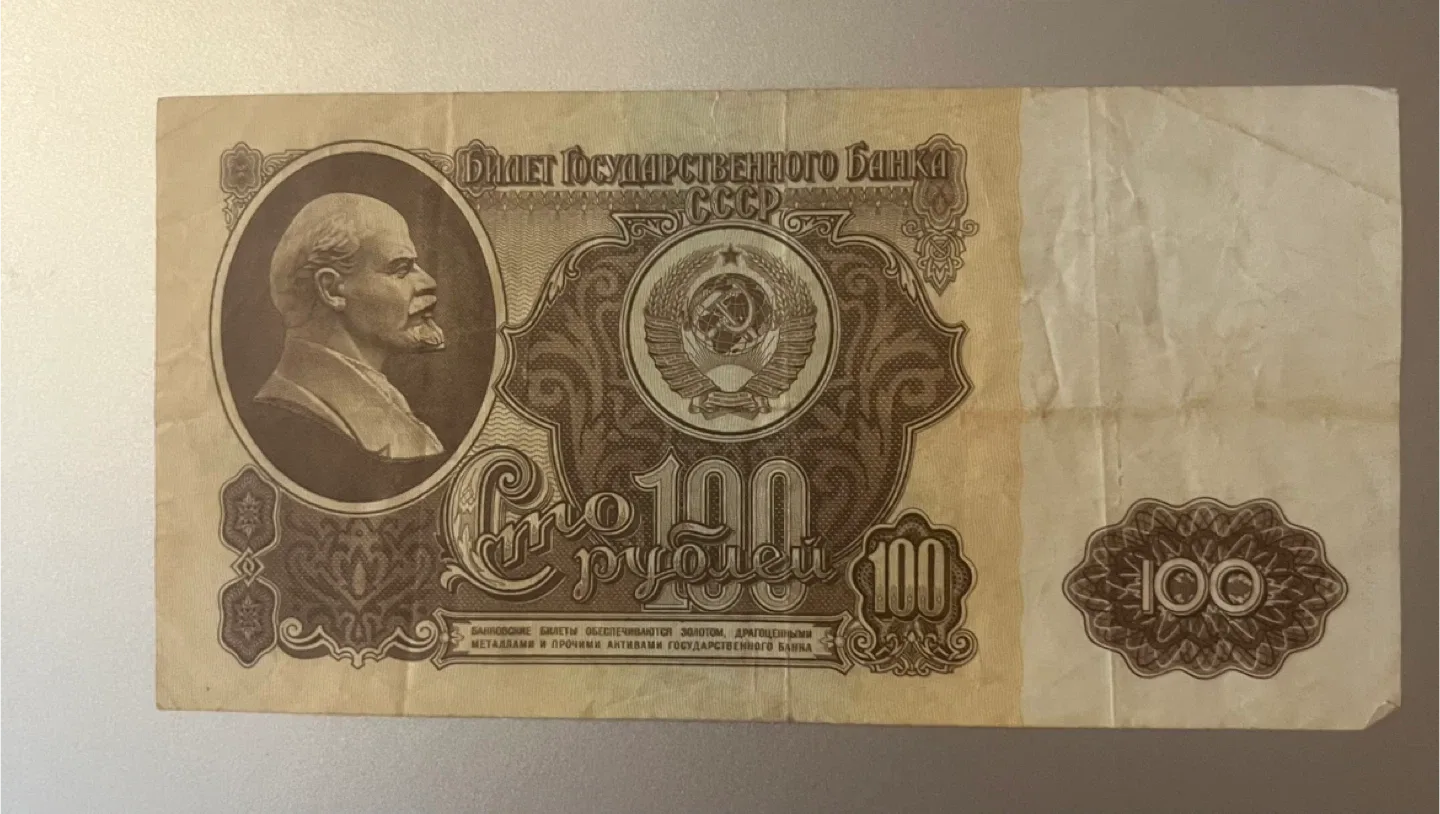 Билет Государственного Банка
СССР
100
Сто
рублей
100
100
100
БАНКОВСКИЕ БИЛЕТЫ ОБЕСПЕЧИВАЮТСЯ ЗОЛОТОМ, ДРАГОЦЕННЫМИ
МЕТАЛЛАМИ И ПРОЧИМИ АКТИВАМИ ГОСУДАРСТВЕННОГО БАНКА